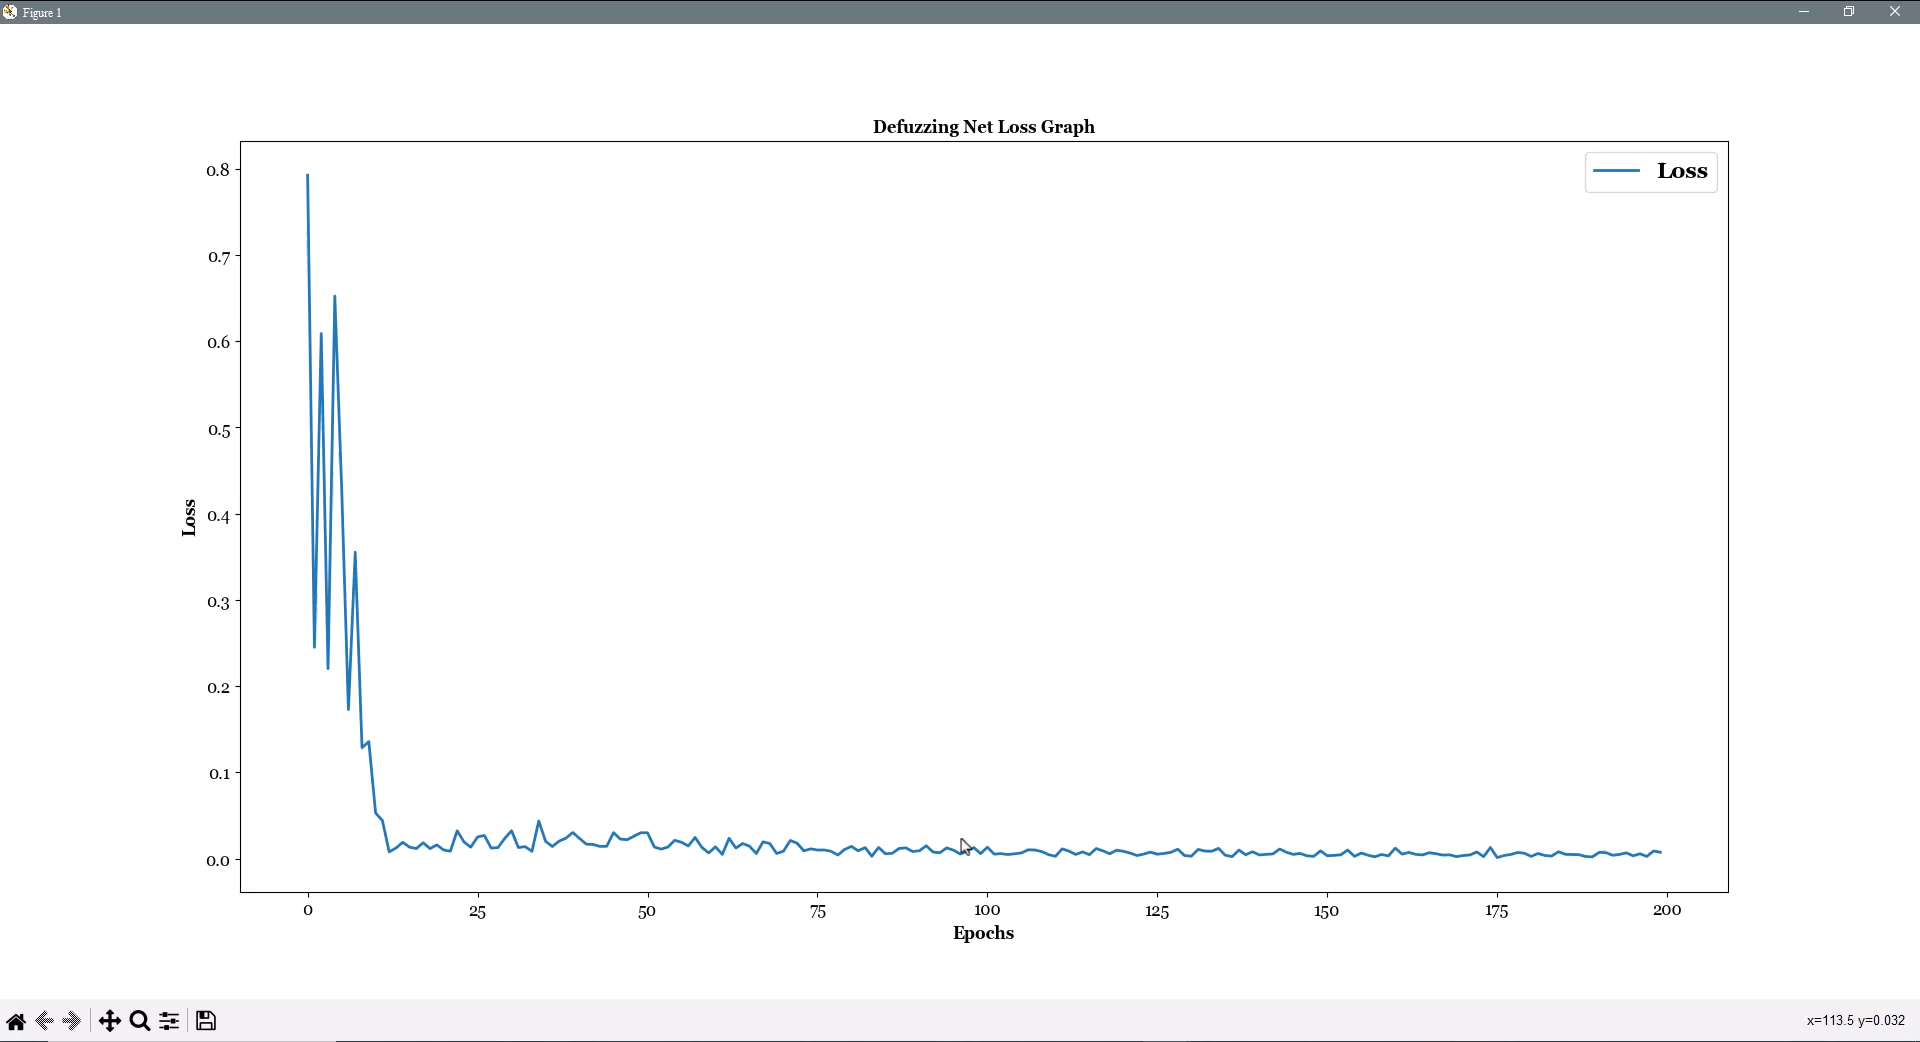 Figure 1
Defuzzing Net Loss Graph
Loss
0.8
0.7
0.6
0.5
0.4
0.3
0.2
0.1
0.0
Loss
0 25 50 75 100 125 150 175 200
Epochs
x=113.5 y=0.032